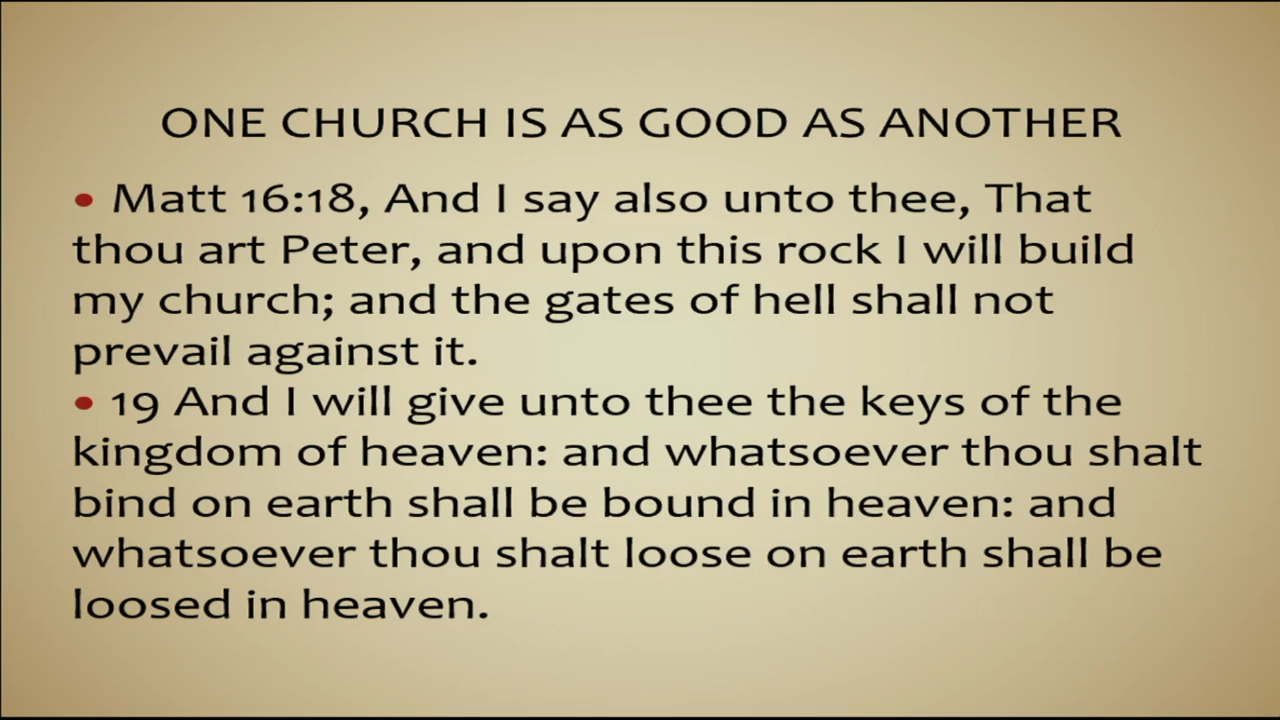 ONE CHURCH IS AS GOOD AS ANOTHER
• Matt 16:18, And I say also unto thee, That
thou art Peter, and upon this rock I will build
my church; and the gates of hell shall not
prevail against it.
• 19 And I will give unto thee the keys of the
kingdom of heaven: and whatsoever thou shalt
bind on earth shall be bound in heaven: and
whatsoever thou shalt loose on earth shall be
loosed in heaven.